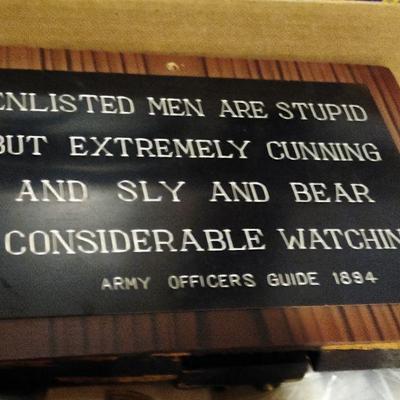 ENLISTED MEN ARE STUPID
BUT EXTREMELY CUNNING
AND SLY AND BEAR
CONSIDERABLE WATCHIN
ARMY OFFICERS GUIDE 1894